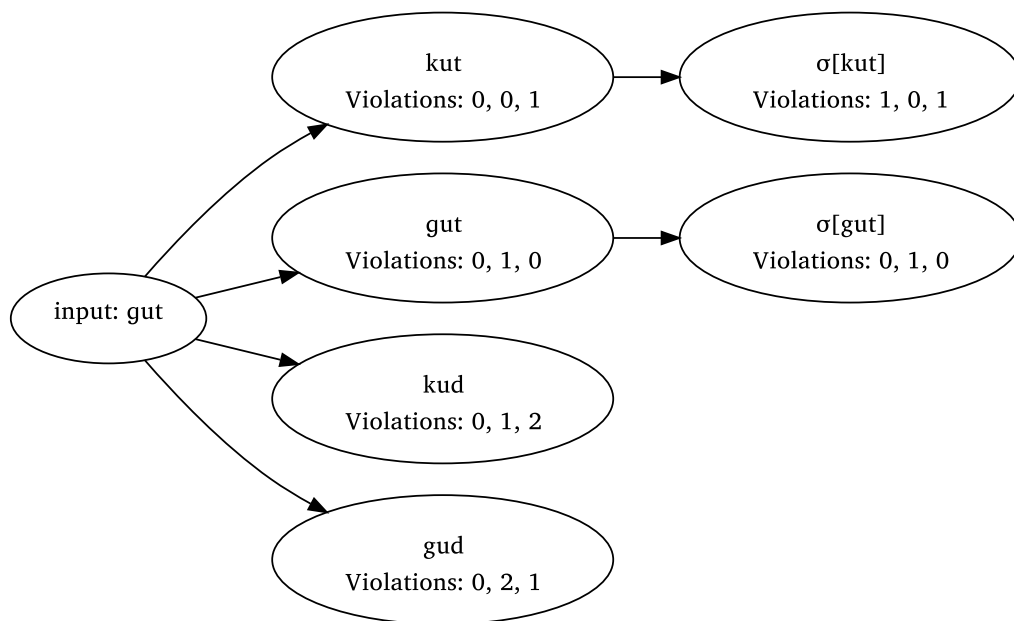 kut
Violations: 0, 0, 1
σ[kut]
Violations: 1, 0, 1
gut
Violations: 0, 1, 0
σ[gut]
Violations: 0, 1, 0
input: gut
kud
Violations: 0, 1, 2
gud
Violations: 0, 2, 1